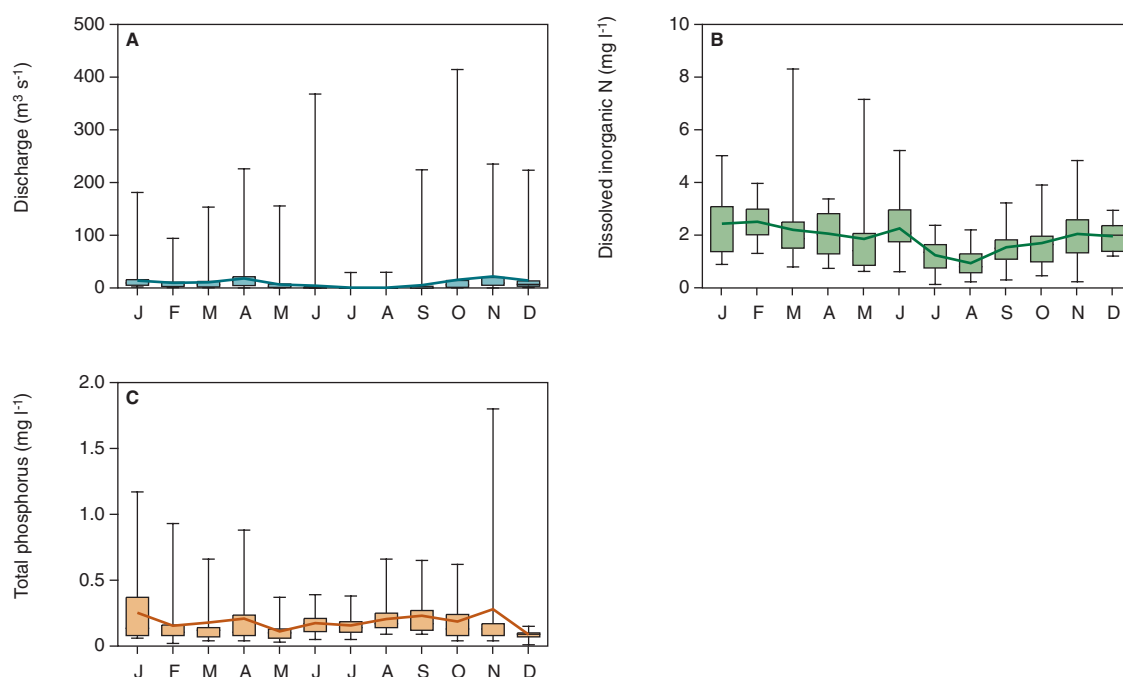 A
Discharge (m³ s⁻¹)
500
400
300
200
100
0
J F M A M J J A S O N D
B
Dissolved inorganic N (mg l⁻¹)
10
8
6
4
2
0
J F M A M J J A S O N D
C
Total phosphorus (mg l⁻¹)
2.0
1.5
1.0
0.5
0
J F M A M J J A S O N D